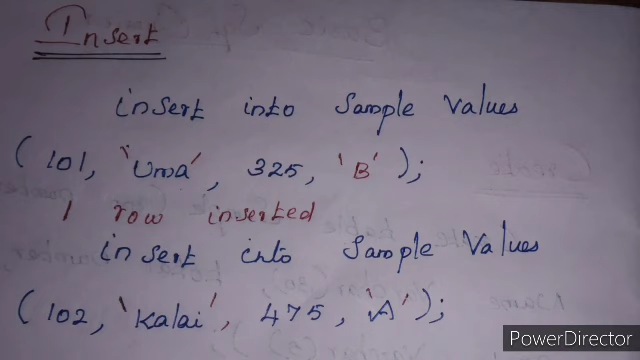 Insert
insert into Sample Values
( 101, 'Uma', 325, 'B' );
1 row inserted
insert into Sample Values
( 102, 'Kalai', 475, 'A' );
PowerDirector